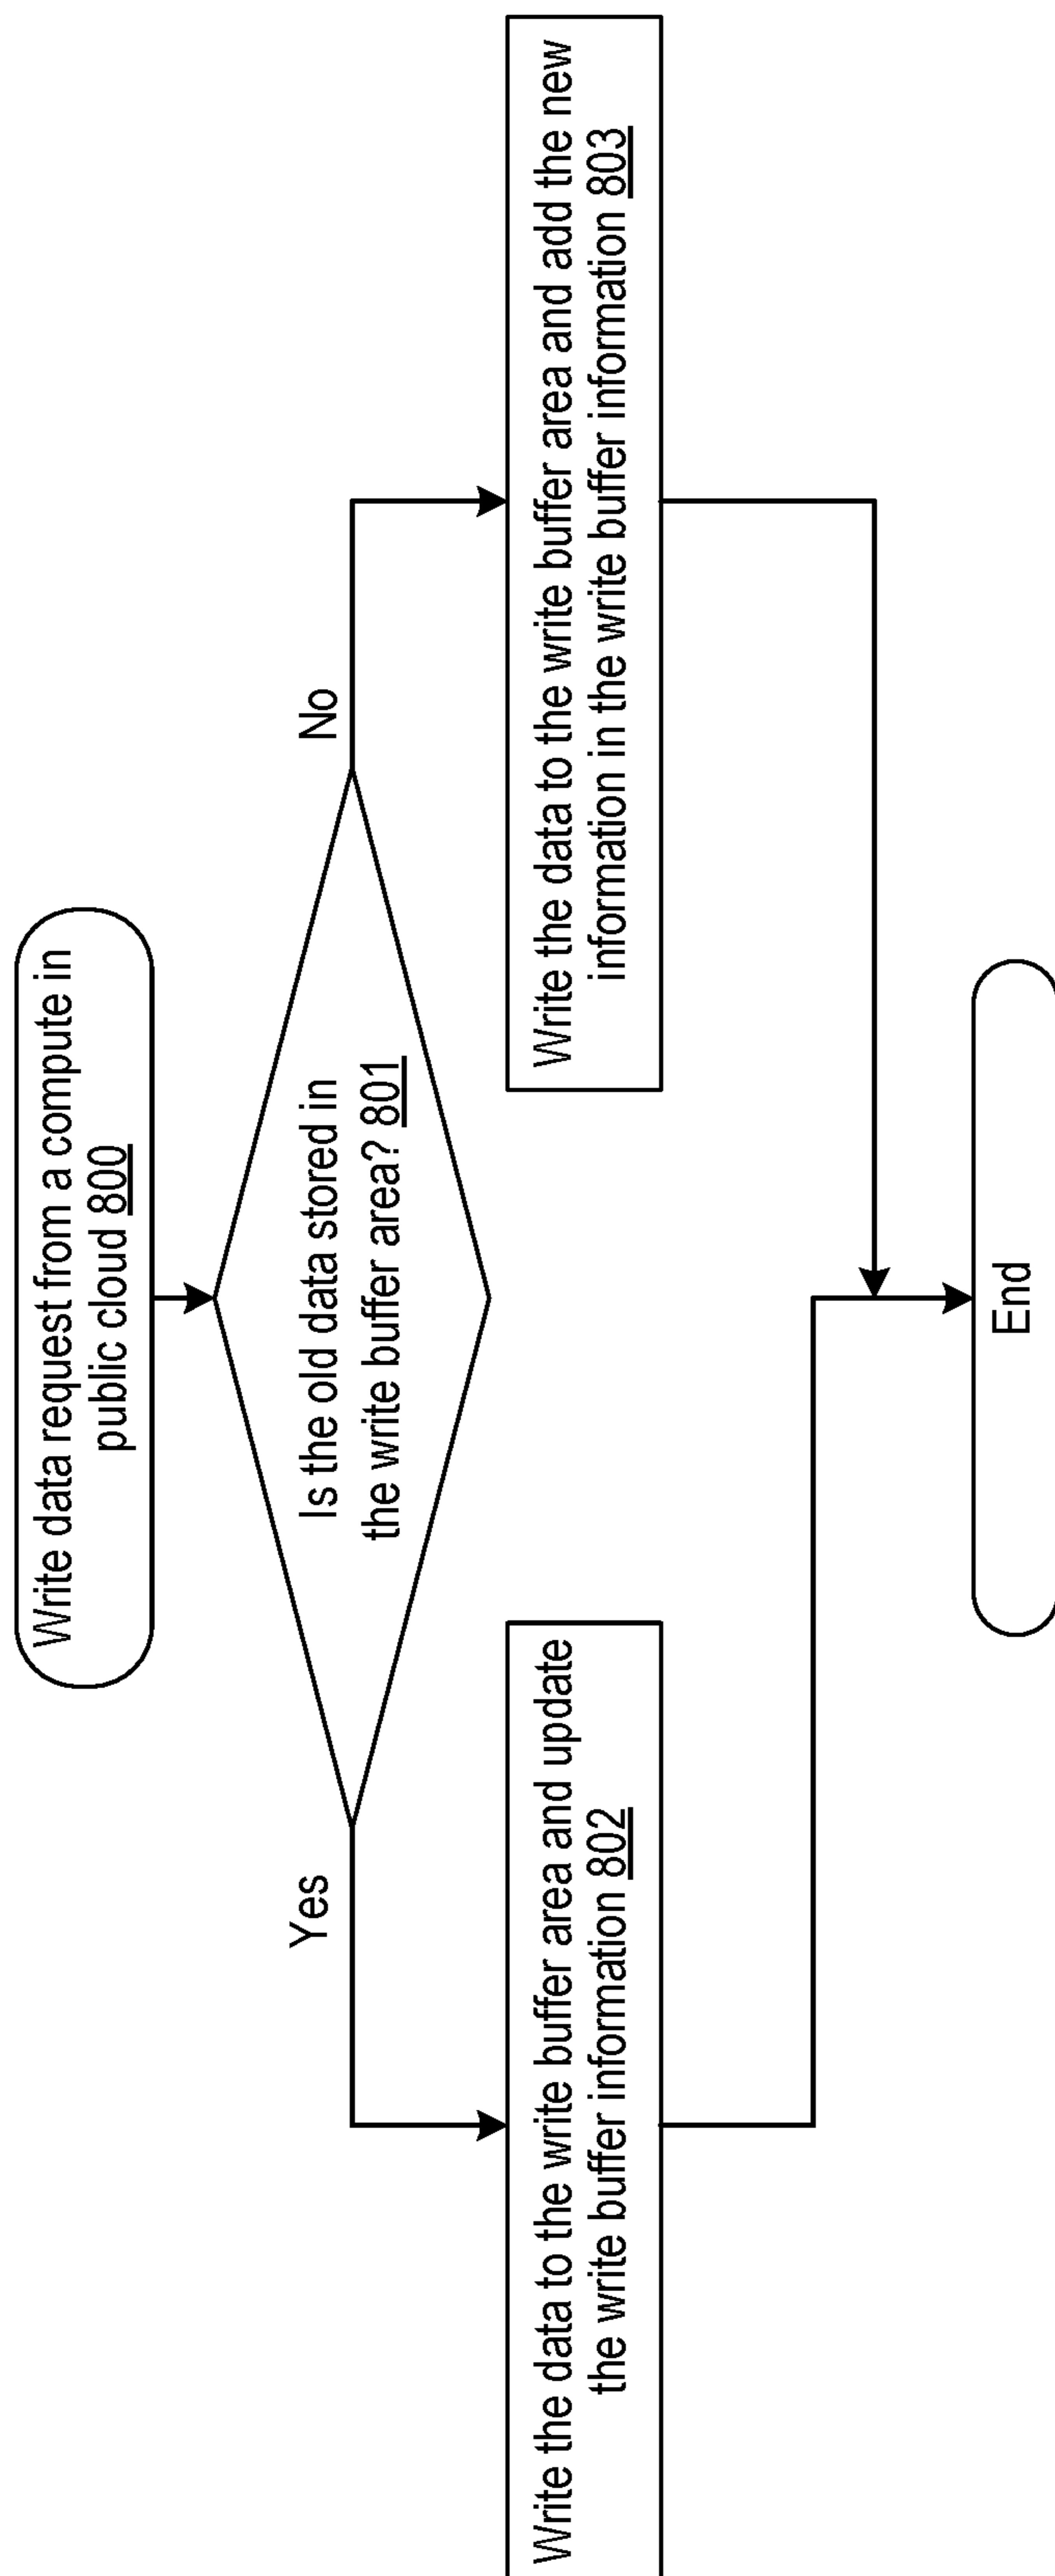 Write data request from a compute in
public cloud 800
Is the old data stored in
the write buffer area? 801
Yes
No
Write the data to the write buffer area and update
the write buffer information 802
Write the data to the write buffer area and add the new
information in the write buffer information 803
End